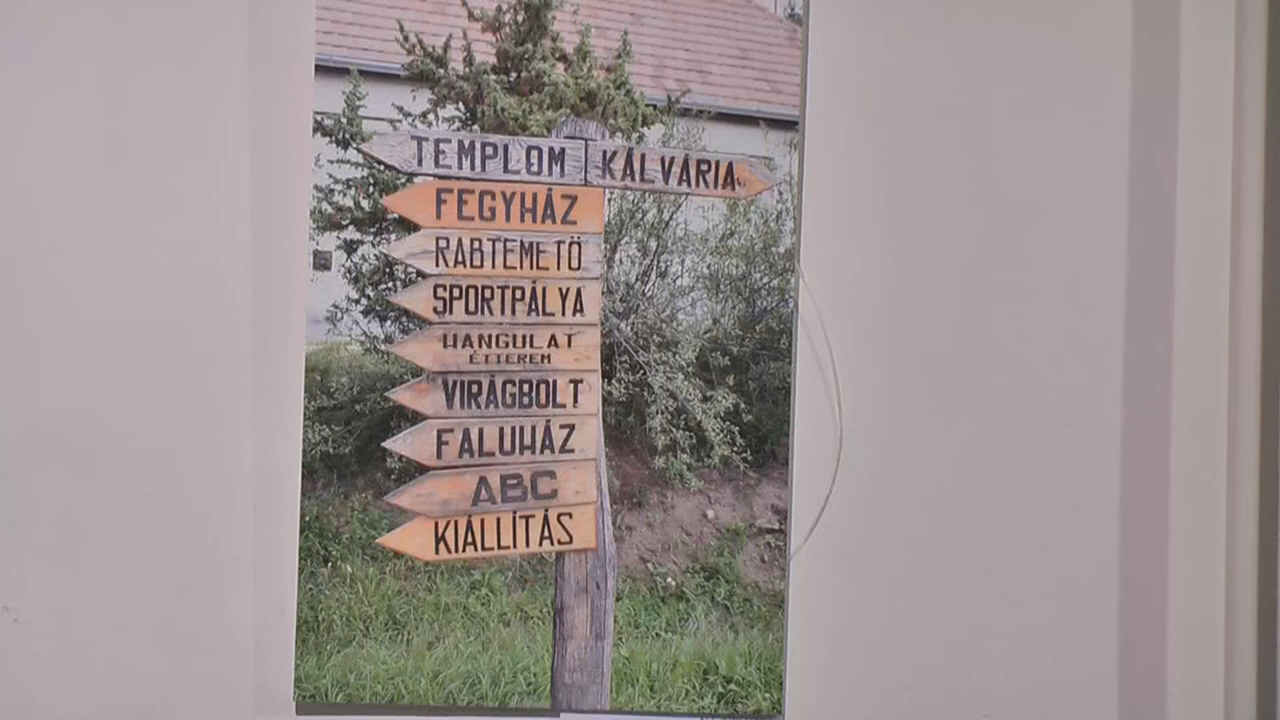 TEMPLOM KÁLVÁRIA
FEGYHÁZ
RABTEMETŐ
SPORTPÁLYA
HANGULAT
ÉTTEREM
VIRÁGBOLT
FALUHÁZ
ABC
KIÁLLÍTÁS